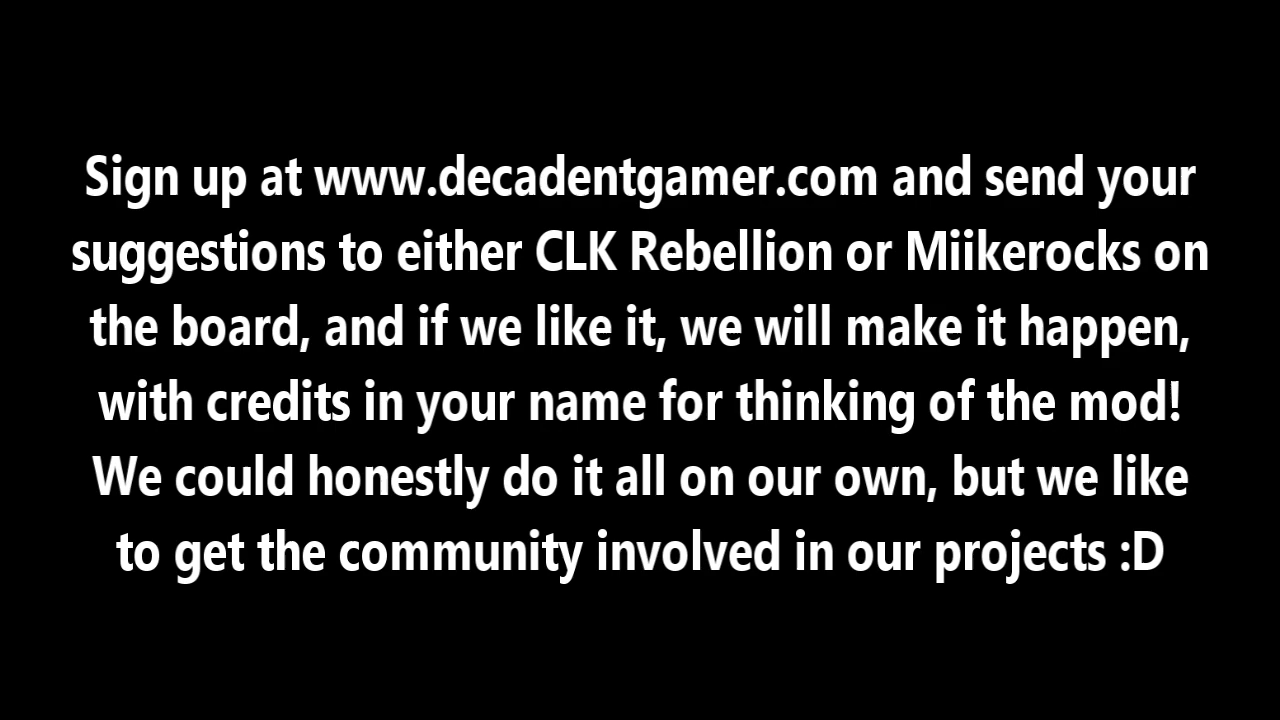 Sign up at www.decadentgamer.com and send your
suggestions to either CLK Rebellion or Miikerocks on
the board, and if we like it, we will make it happen,
with credits in your name for thinking of the mod!
We could honestly do it all on our own, but we like
to get the community involved in our projects :D